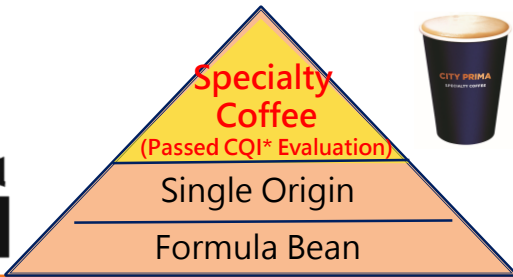 Specialty
Coffee
(Passed CQI* Evaluation)
CITY PRIMA
SPECIALTY COFFEE
Single Origin
Formula Bean